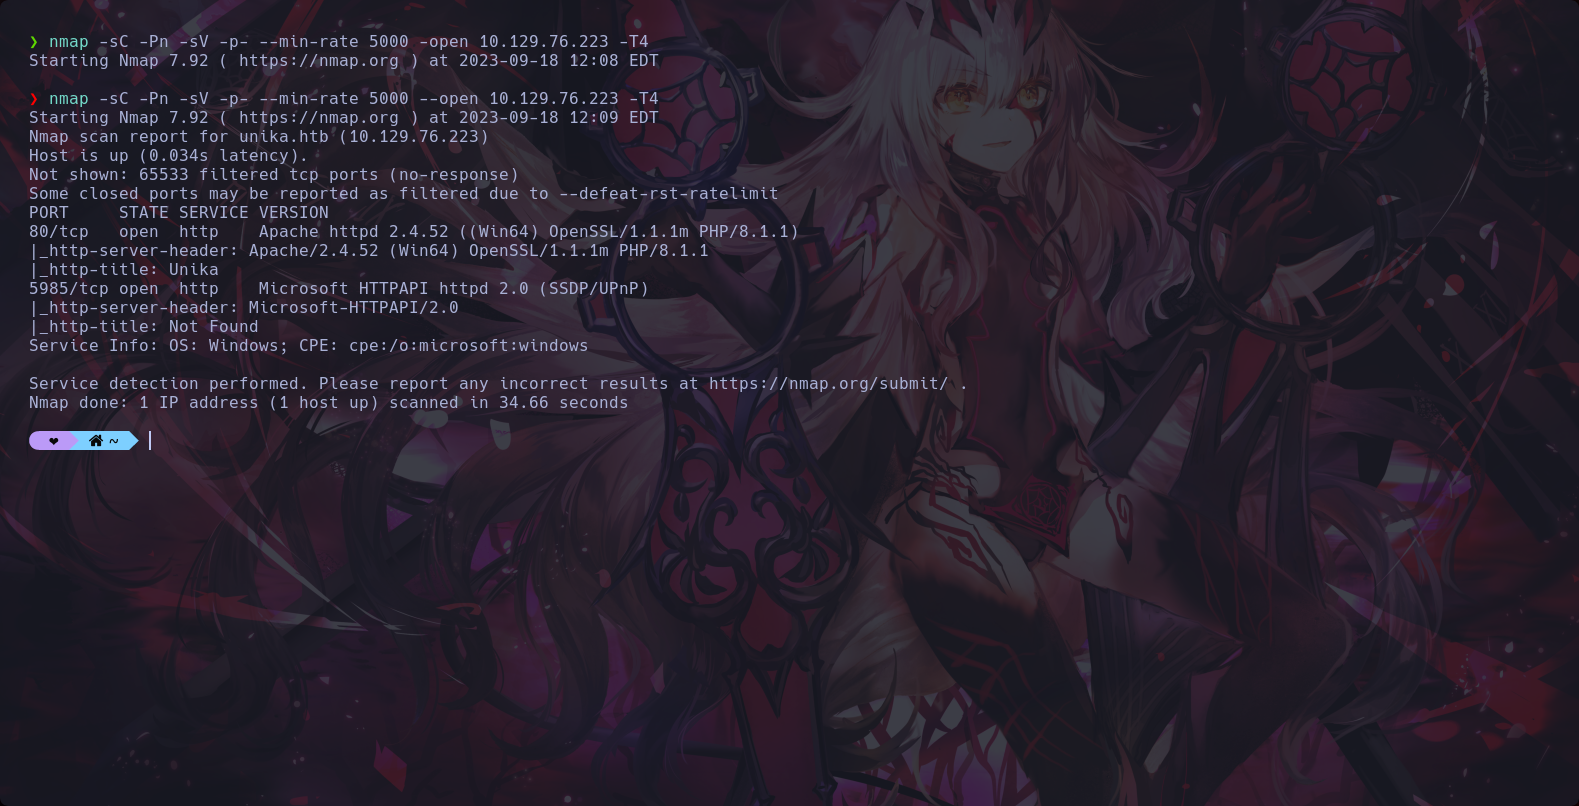 ❯ nmap -sC -Pn -sV -p- --min-rate 5000 -open 10.129.76.223 -T4
Starting Nmap 7.92 ( https://nmap.org ) at 2023-09-18 12:08 EDT
❯ nmap -sC -Pn -sV -p- --min-rate 5000 --open 10.129.76.223 -T4
Starting Nmap 7.92 ( https://nmap.org ) at 2023-09-18 12:09 EDT
Nmap scan report for unika.htb (10.129.76.223)
Host is up (0.034s latency).
Not shown: 65533 filtered tcp ports (no-response)
Some closed ports may be reported as filtered due to --defeat-rst-ratelimit
PORT     STATE SERVICE VERSION
80/tcp   open  http    Apache httpd 2.4.52 ((Win64) OpenSSL/1.1.1m PHP/8.1.1)
|_http-server-header: Apache/2.4.52 (Win64) OpenSSL/1.1.1m PHP/8.1.1
|_http-title: Unika
5985/tcp open  http    Microsoft HTTPAPI httpd 2.0 (SSDP/UPnP)
|_http-server-header: Microsoft-HTTPAPI/2.0
|_http-title: Not Found
Service Info: OS: Windows; CPE: cpe:/o:microsoft:windows
Service detection performed. Please report any incorrect results at https://nmap.org/submit/ .
Nmap done: 1 IP address (1 host up) scanned in 34.66 seconds
❤ ~